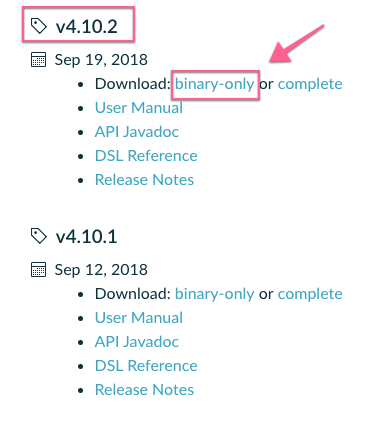 v4.10.2
Sep 19, 2018
Download: binary-only or complete
User Manual
API Javadoc
DSL Reference
Release Notes
v4.10.1
Sep 12, 2018
Download: binary-only or complete
User Manual
API Javadoc
DSL Reference
Release Notes